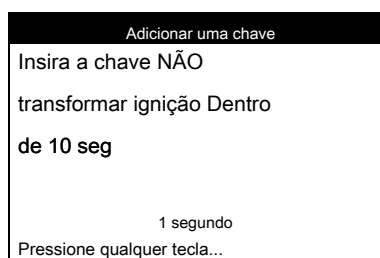 Adicionar uma chave
Insira a chave NÃO
transformar ignição Dentro
de 10 seg
1 segundo
Pressione qualquer tecla...